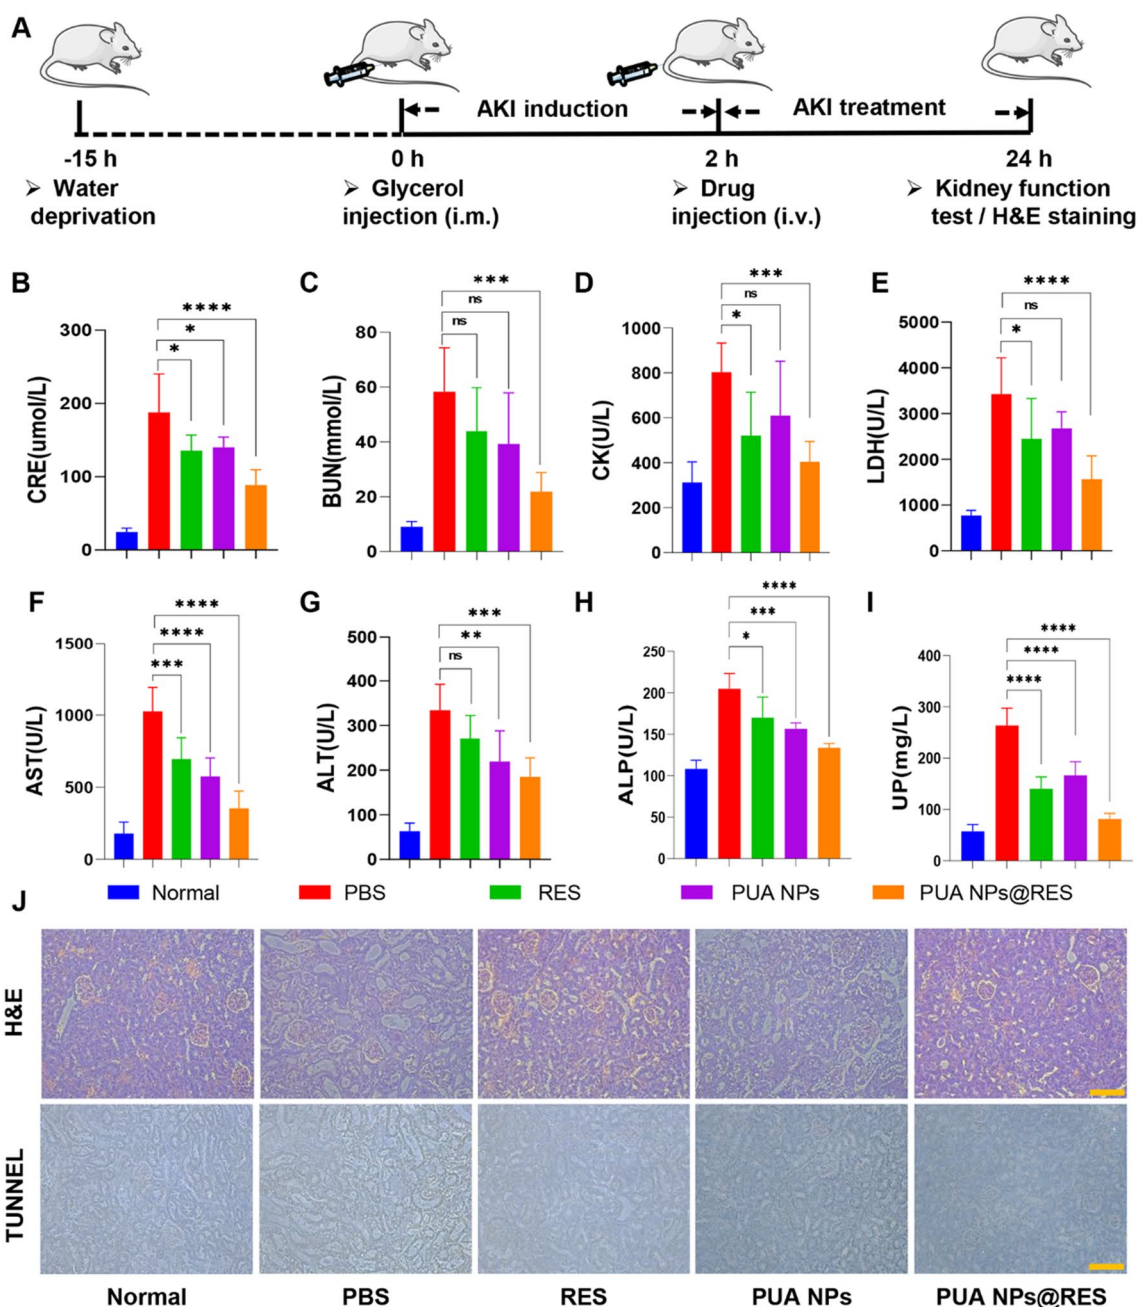 A
AKI induction
AKI treatment
-15 h
0 h
2 h
24 h
➢ Water
deprivation
➢ Glycerol
injection (i.m.)
➢ Drug
injection (i.v.)
➢ Kidney function
test / H&E staining
B
CRE(umol/L)
300
200
100
0
****
*
*
C
BUN(mmol/L)
80
60
40
20
0
***
ns
ns
D
CK(U/L)
1000
800
600
400
200
0
***
ns
*
E
LDH(U/L)
5000
4000
3000
2000
1000
0
****
ns
*
F
AST(U/L)
1500
1000
500
0
****
****
***
G
ALT(U/L)
500
400
300
200
100
0
***
**
ns
H
ALP(U/L)
250
200
150
100
50
0
****
***
*
I
UP(mg/L)
400
300
200
100
0
****
****
****
Normal
PBS
RES
PUA NPs
PUA NPs@RES
J
H&E
TUNNEL
Normal
PBS
RES
PUA NPs
PUA NPs@RES